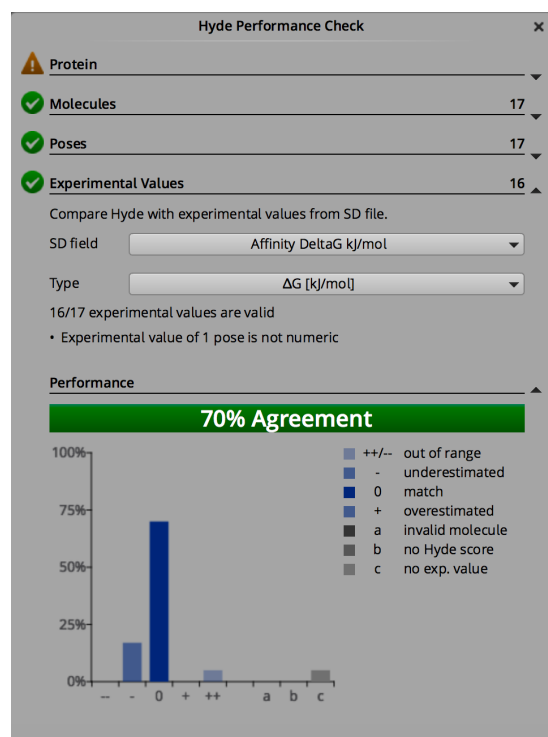 Hyde Performance Check ×
Protein
Molecules 17
Poses 17
Experimental Values 16
Compare Hyde with experimental values from SD file.
SD field Affinity DeltaG kJ/mol
Type ΔG [kJ/mol]
16/17 experimental values are valid
• Experimental value of 1 pose is not numeric
Performance
70% Agreement
100%
75%
50%
25%
0%
-- - 0 + ++ a b c
++/-- out of range
- underestimated
0 match
+ overestimated
a invalid molecule
b no Hyde score
c no exp. value